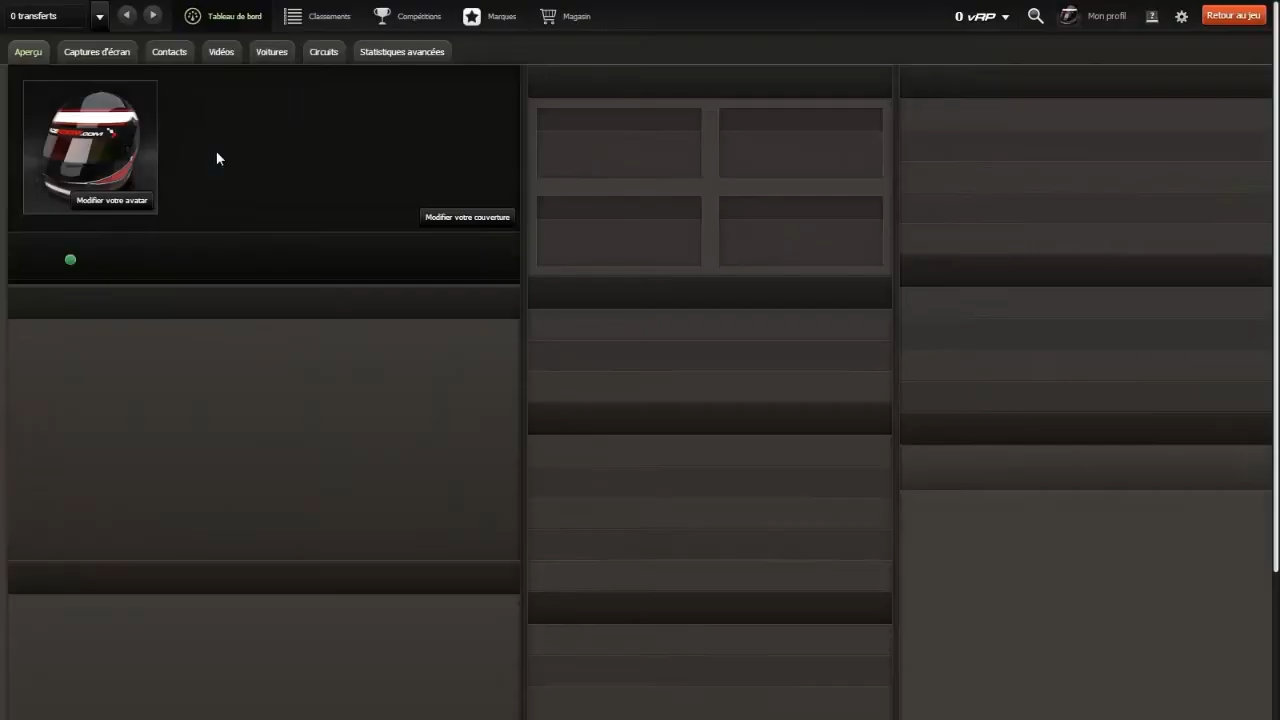 0 transferts
Tableau de bord
Classements
Compétitions
Marques
Magasin
0 vRP
Mon profil
Retour au jeu
Aperçu
Captures d'écran
Contacts
Vidéos
Voitures
Circuits
Statistiques avancées
Modifier votre avatar
Modifier votre couverture